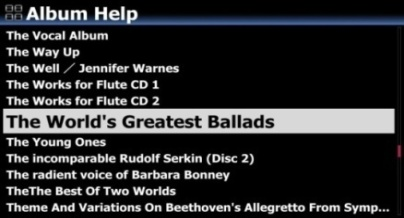 Album Help
The Vocal Album
The Way Up
The Well ／ Jennifer Warnes
The Works for Flute CD 1
The Works for Flute CD 2
The World's Greatest Ballads
The Young Ones
The incomparable Rudolf Serkin (Disc 2)
The radient voice of Barbara Bonney
TheThe Best Of Two Worlds
Theme And Variations On Beethoven's Allegretto From Symp...